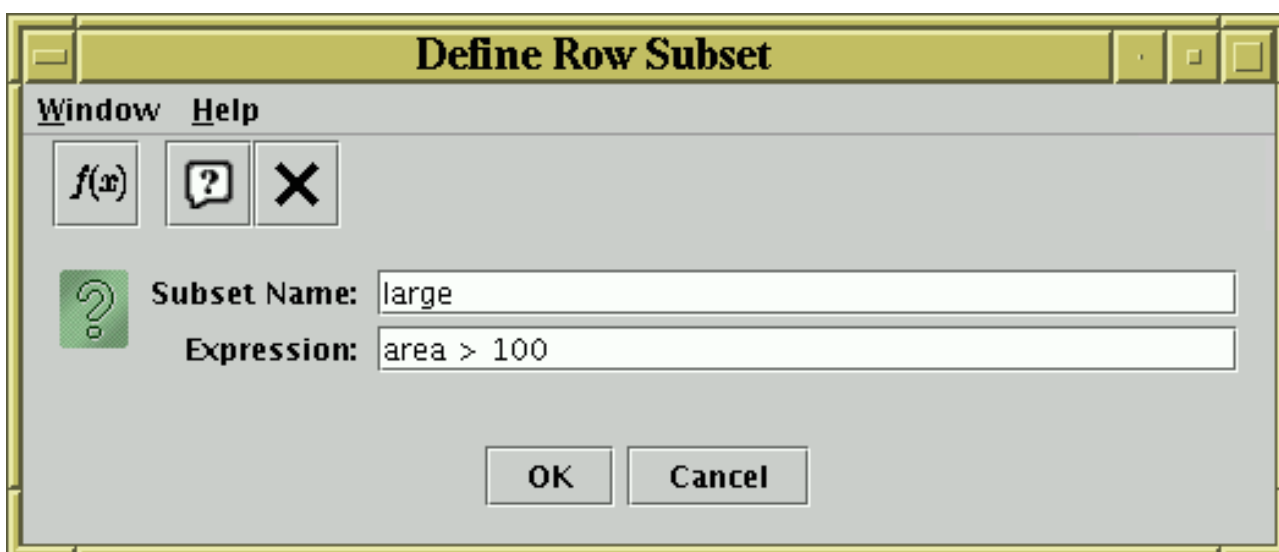 Define Row Subset
Window Help
f(x) ?
? Subset Name: large
Expression: area > 100
OK Cancel